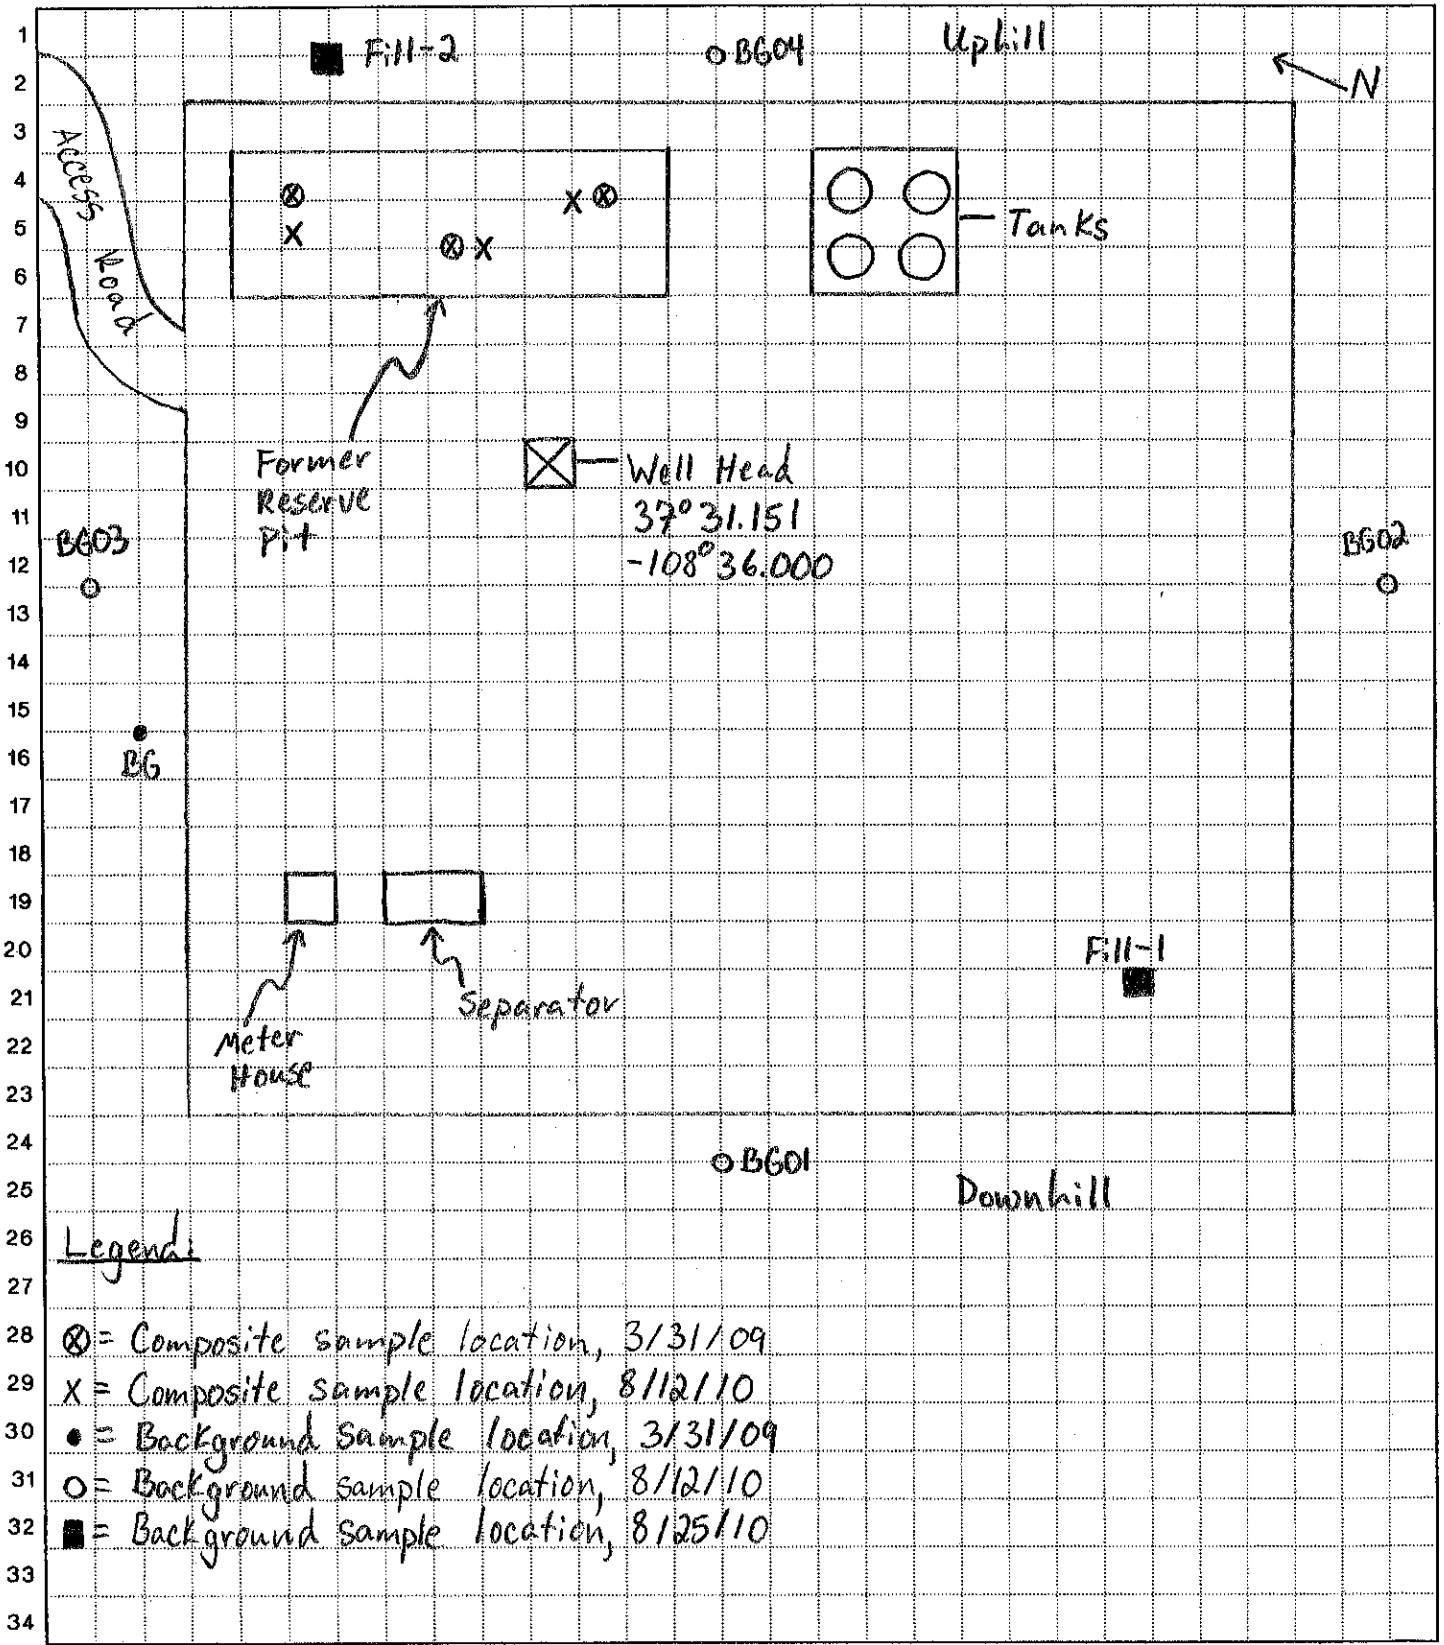 1
Fill-2
BG04
Uphill
2
N
3
Access
Road
4
5
Tanks
6
7
8
9
10
Former
Reserve
Pit
Well Head
37° 31.151
-108° 36.000
11
BG03
BG02
12
13
14
15
16
BG
17
18
19
20
Fill-1
21
Separator
22
Meter
House
23
24
BG01
25
Downhill
26
Legend:
27
28
⊗ = Composite sample location, 3/31/09
29
X = Composite sample location, 8/12/10
30
● = Background sample location, 3/31/09
31
○ = Background sample location, 8/12/10
32
■ = Background sample location, 8/25/10
33
34